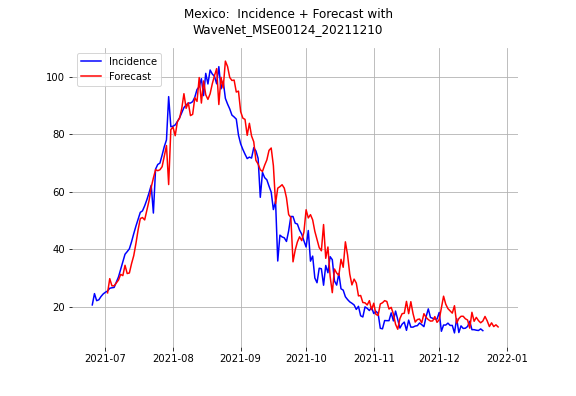 Mexico:  Incidence + Forecast with
WaveNet_MSE00124_20211210
Incidence
Forecast
100
80
60
40
20
2021-07 2021-08 2021-09 2021-10 2021-11 2021-12 2022-01